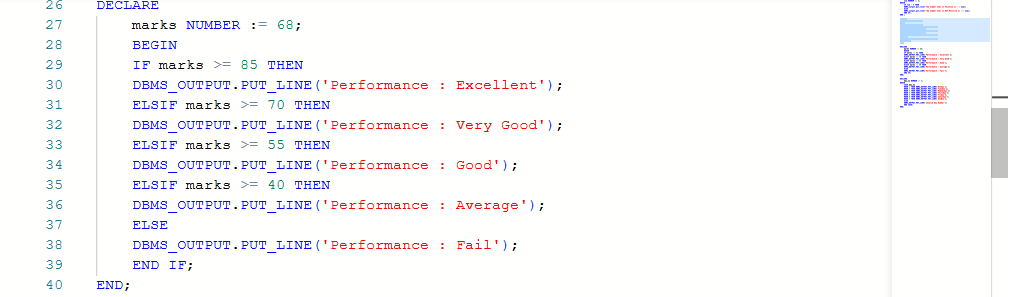 26 DECLARE
27 marks NUMBER := 68;
28 BEGIN
29 IF marks >= 85 THEN
30 DBMS_OUTPUT.PUT_LINE('Performance : Excellent');
31 ELSIF marks >= 70 THEN
32 DBMS_OUTPUT.PUT_LINE('Performance : Very Good');
33 ELSIF marks >= 55 THEN
34 DBMS_OUTPUT.PUT_LINE('Performance : Good');
35 ELSIF marks >= 40 THEN
36 DBMS_OUTPUT.PUT_LINE('Performance : Average');
37 ELSE
38 DBMS_OUTPUT.PUT_LINE('Performance : Fail');
39 END IF;
40 END;